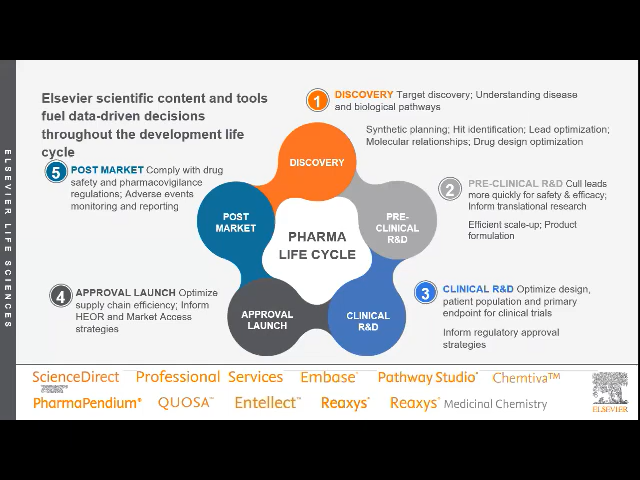 Elsevier scientific content and tools
fuel data-driven decisions
throughout the development life
cycle
1
DISCOVERY Target discovery; Understanding disease
and biological pathways
Synthetic planning; Hit identification; Lead optimization;
Molecular relationships; Drug design optimization
2
PRE-CLINICAL R&D Cull leads
more quickly for safety & efficacy;
Inform translational research
Efficient scale-up; Product
formulation
3
CLINICAL R&D Optimize design,
patient population and primary
endpoint for clinical trials
Inform regulatory approval
strategies
4
APPROVAL LAUNCH Optimize
supply chain efficiency; Inform
HEOR and Market Access
strategies
5
POST MARKET Comply with drug
safety and pharmacovigilance
regulations; Adverse events
monitoring and reporting
DISCOVERY
PRE-
CLINICAL
R&D
CLINICAL
R&D
APPROVAL
LAUNCH
POST
MARKET
PHARMA
LIFE CYCLE
ELSEVIER LIFE SCIENCES
ScienceDirect Professional Services Embase® Pathway Studio® Chemtiva™
PharmaPendium® QUOSA™ Entellect™ Reaxys® Reaxys® Medicinal Chemistry
ELSEVIER